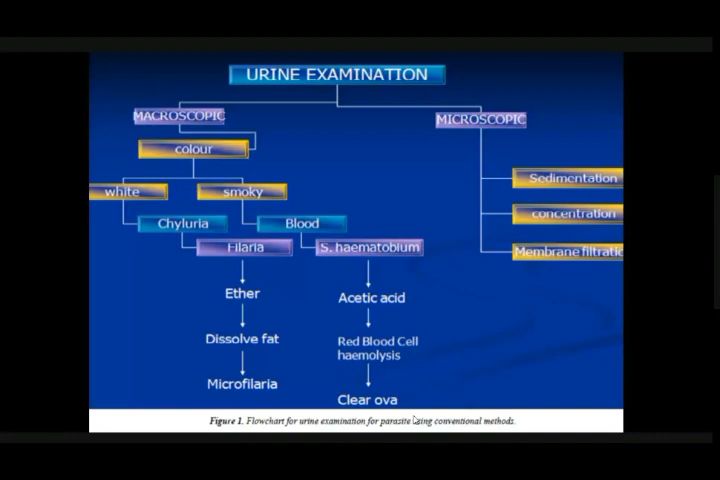 URINE EXAMINATION
MACROSCOPIC
MICROSCOPIC
colour
Sedimentation
white
smoky
concentration
Chyluria
Blood
Filaria
S. haematobium
Membrane filtratio
Ether
Acetic acid
Dissolve fat
Red Blood Cell
haemolysis
Microfilaria
Clear ova
Figure 1. Flowchart for urine examination for parasite using conventional methods.